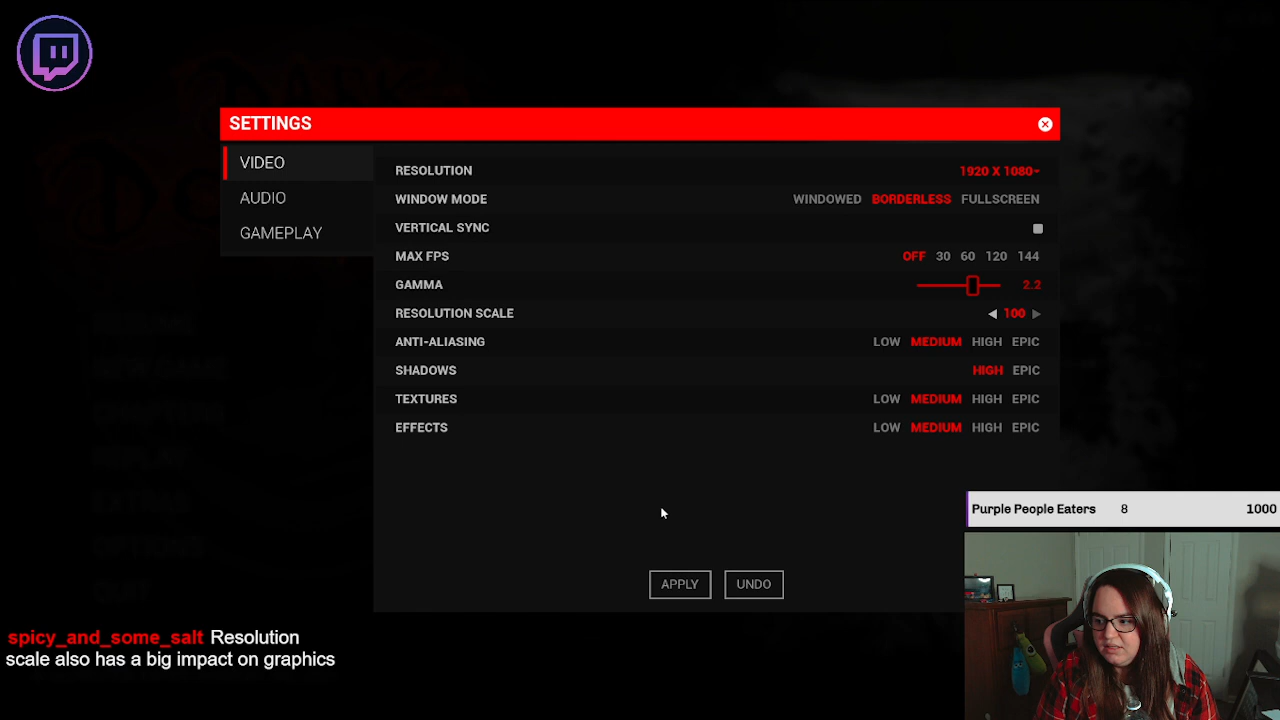 SETTINGS
VIDEO
AUDIO
GAMEPLAY
RESOLUTION 1920 X 1080
WINDOW MODE WINDOWED BORDERLESS FULLSCREEN
VERTICAL SYNC
MAX FPS OFF 30 60 120 144
GAMMA 2.2
RESOLUTION SCALE 100
ANTI-ALIASING LOW MEDIUM HIGH EPIC
SHADOWS HIGH EPIC
TEXTURES LOW MEDIUM HIGH EPIC
EFFECTS LOW MEDIUM HIGH EPIC
APPLY UNDO
Purple People Eaters 8 1000
spicy_and_some_salt Resolution
scale also has a big impact on graphics